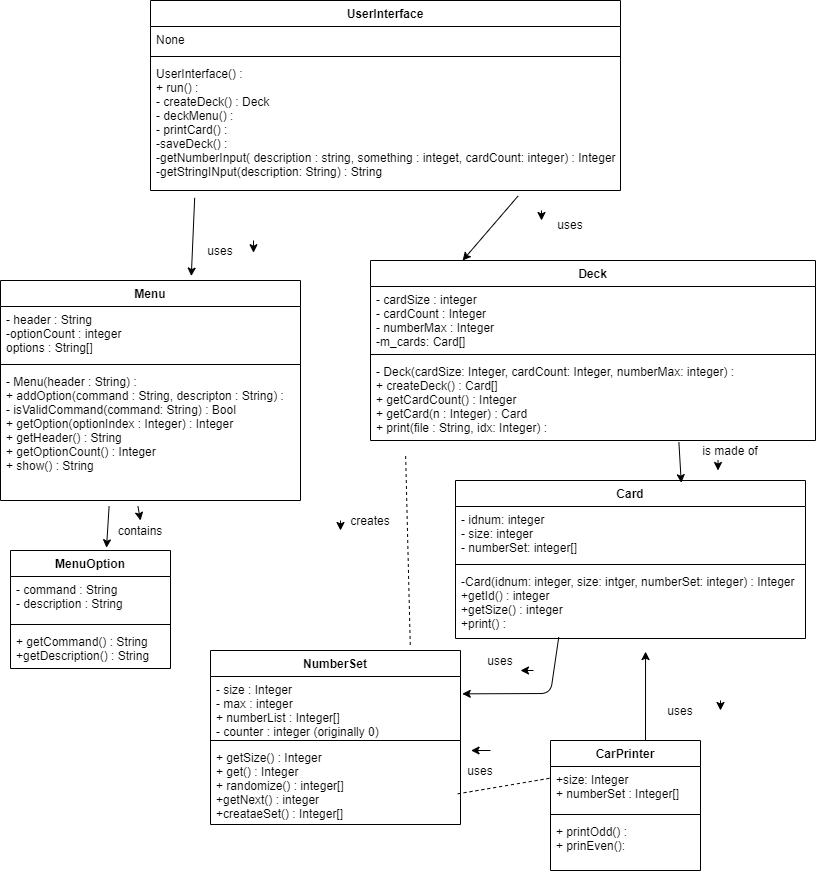 UserInterface
None
UserInterface() :
+ run() :
- createDeck() : Deck
- deckMenu() :
- printCard() :
-saveDeck() :
-getNumberInput( description : string, something : integet, cardCount: integer) : Integer
-getStringINput(description: String) : String
uses
uses
Menu
- header : String
-optionCount : integer
options : String[]
- Menu(header : String) :
+ addOption(command : String, descripton : String) :
- isValidCommand(command: String) : Bool
+ getOption(optionIndex : Integer) : Integer
+ getHeader() : String
+ getOptionCount() : Integer
+ show() : String
Deck
- cardSize : integer
- cardCount : Integer
- numberMax : Integer
-m_cards: Card[]
- Deck(cardSize: Integer, cardCount: Integer, numberMax: integer) :
+ createDeck() : Card[]
+ getCardCount() : Integer
+ getCard(n : Integer) : Card
+ print(file : String, idx: Integer) :
is made of
contains
creates
MenuOption
- command : String
- description : String
+ getCommand() : String
+getDescription() : String
Card
- idnum: integer
- size: integer
- numberSet: integer[]
-Card(idnum: integer, size: intger, numberSet: integer) : Integer
+getId() : integer
+getSize() : integer
+print() :
uses
NumberSet
- size : Integer
- max : integer
+ numberList : Integer[]
- counter : integer (originally 0)
+ getSize() : Integer
+ get() : Integer
+ randomize() : integer[]
+getNext() : integer
+creataeSet() : Integer[]
uses
uses
CarPrinter
+size: Integer
+ numberSet : Integer[]
+ printOdd() :
+ prinEven():